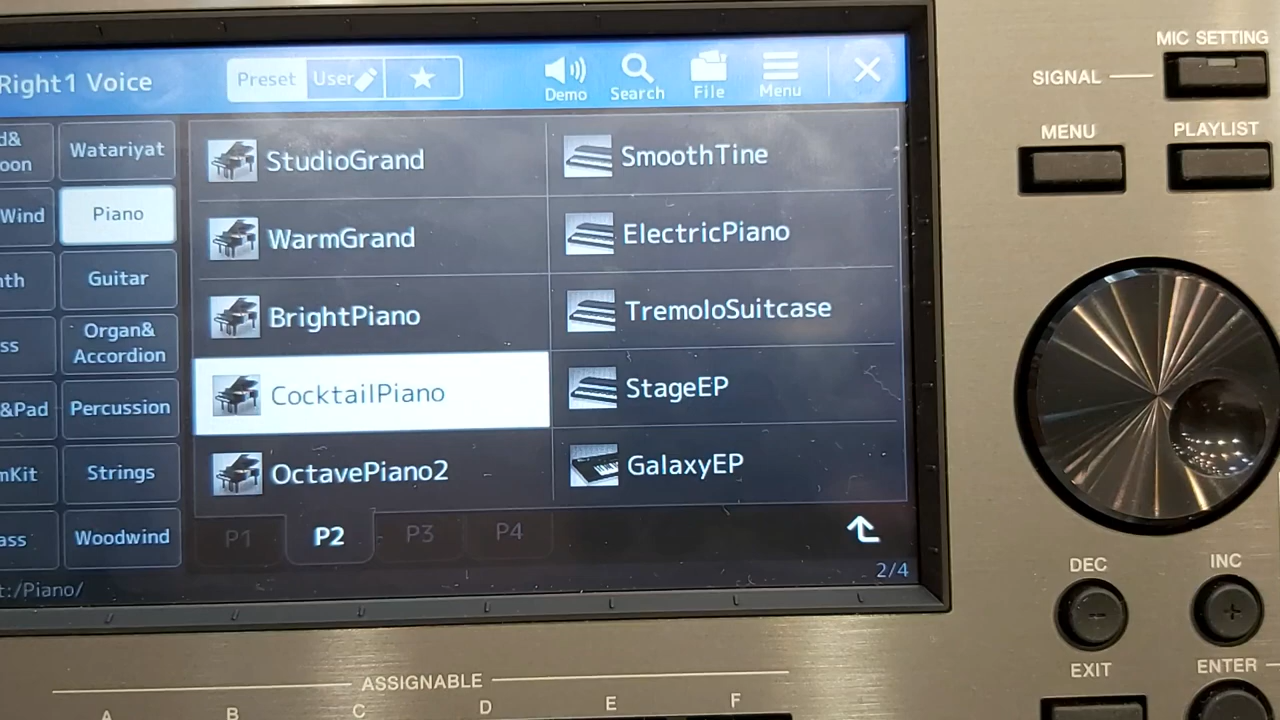 Right1 Voice
Preset
User
Demo
Search
File
Menu
Watariyat
Wind
Piano
Guitar
Organ&
Accordion
&Pad
Percussion
Strings
Woodwind
StudioGrand
WarmGrand
BrightPiano
CocktailPiano
OctavePiano2
SmoothTine
ElectricPiano
TremoloSuitcase
StageEP
GalaxyEP
P1
P2
P3
P4
2/4
t:/Piano/
MIC SETTING
SIGNAL
MENU
PLAYLIST
DEC
INC
EXIT
ENTER
ASSIGNABLE
A B C D E F